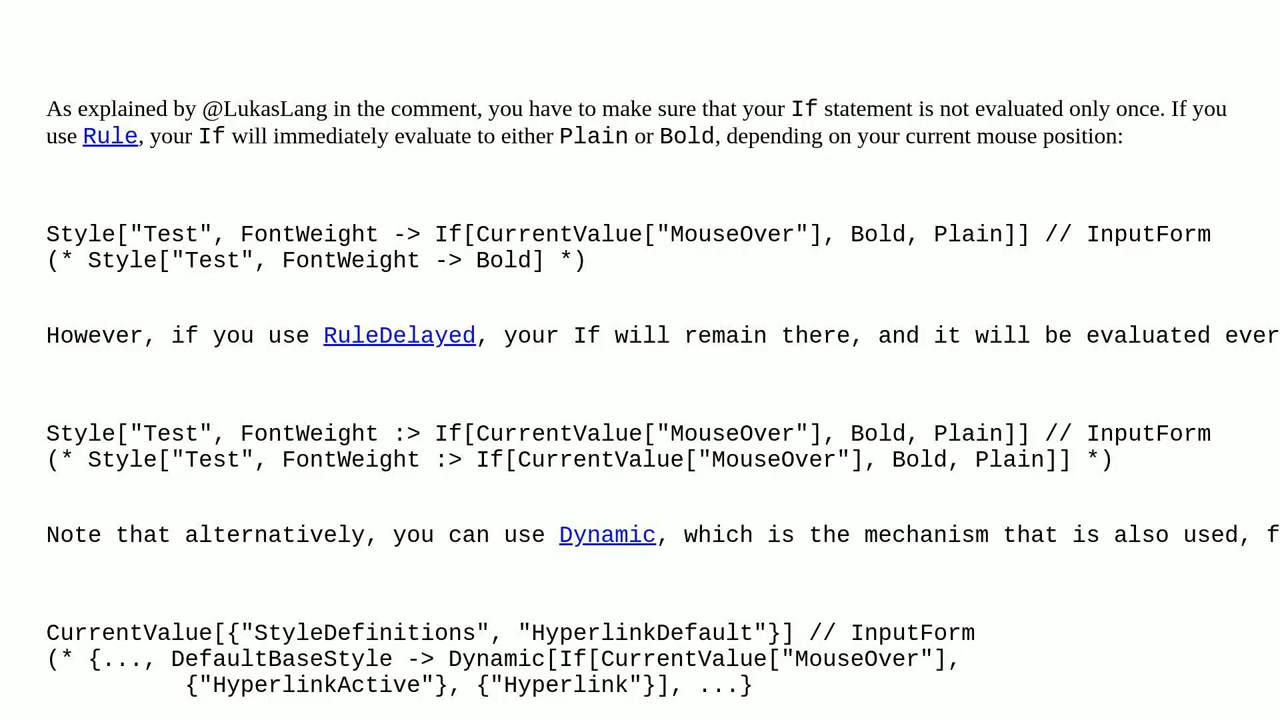 As explained by @LukasLang in the comment, you have to make sure that your If statement is not evaluated only once. If you
use Rule, your If will immediately evaluate to either Plain or Bold, depending on your current mouse position:
Style["Test", FontWeight -> If[CurrentValue["MouseOver"], Bold, Plain]] // InputForm
(* Style["Test", FontWeight -> Bold] *)
However, if you use RuleDelayed, your If will remain there, and it will be evaluated ever
Style["Test", FontWeight :> If[CurrentValue["MouseOver"], Bold, Plain]] // InputForm
(* Style["Test", FontWeight :> If[CurrentValue["MouseOver"], Bold, Plain]] *)
Note that alternatively, you can use Dynamic, which is the mechanism that is also used, f
CurrentValue[{"StyleDefinitions", "HyperlinkDefault"}] // InputForm
(* {..., DefaultBaseStyle -> Dynamic[If[CurrentValue["MouseOver"],
{"HyperlinkActive"}, {"Hyperlink"}], ...}